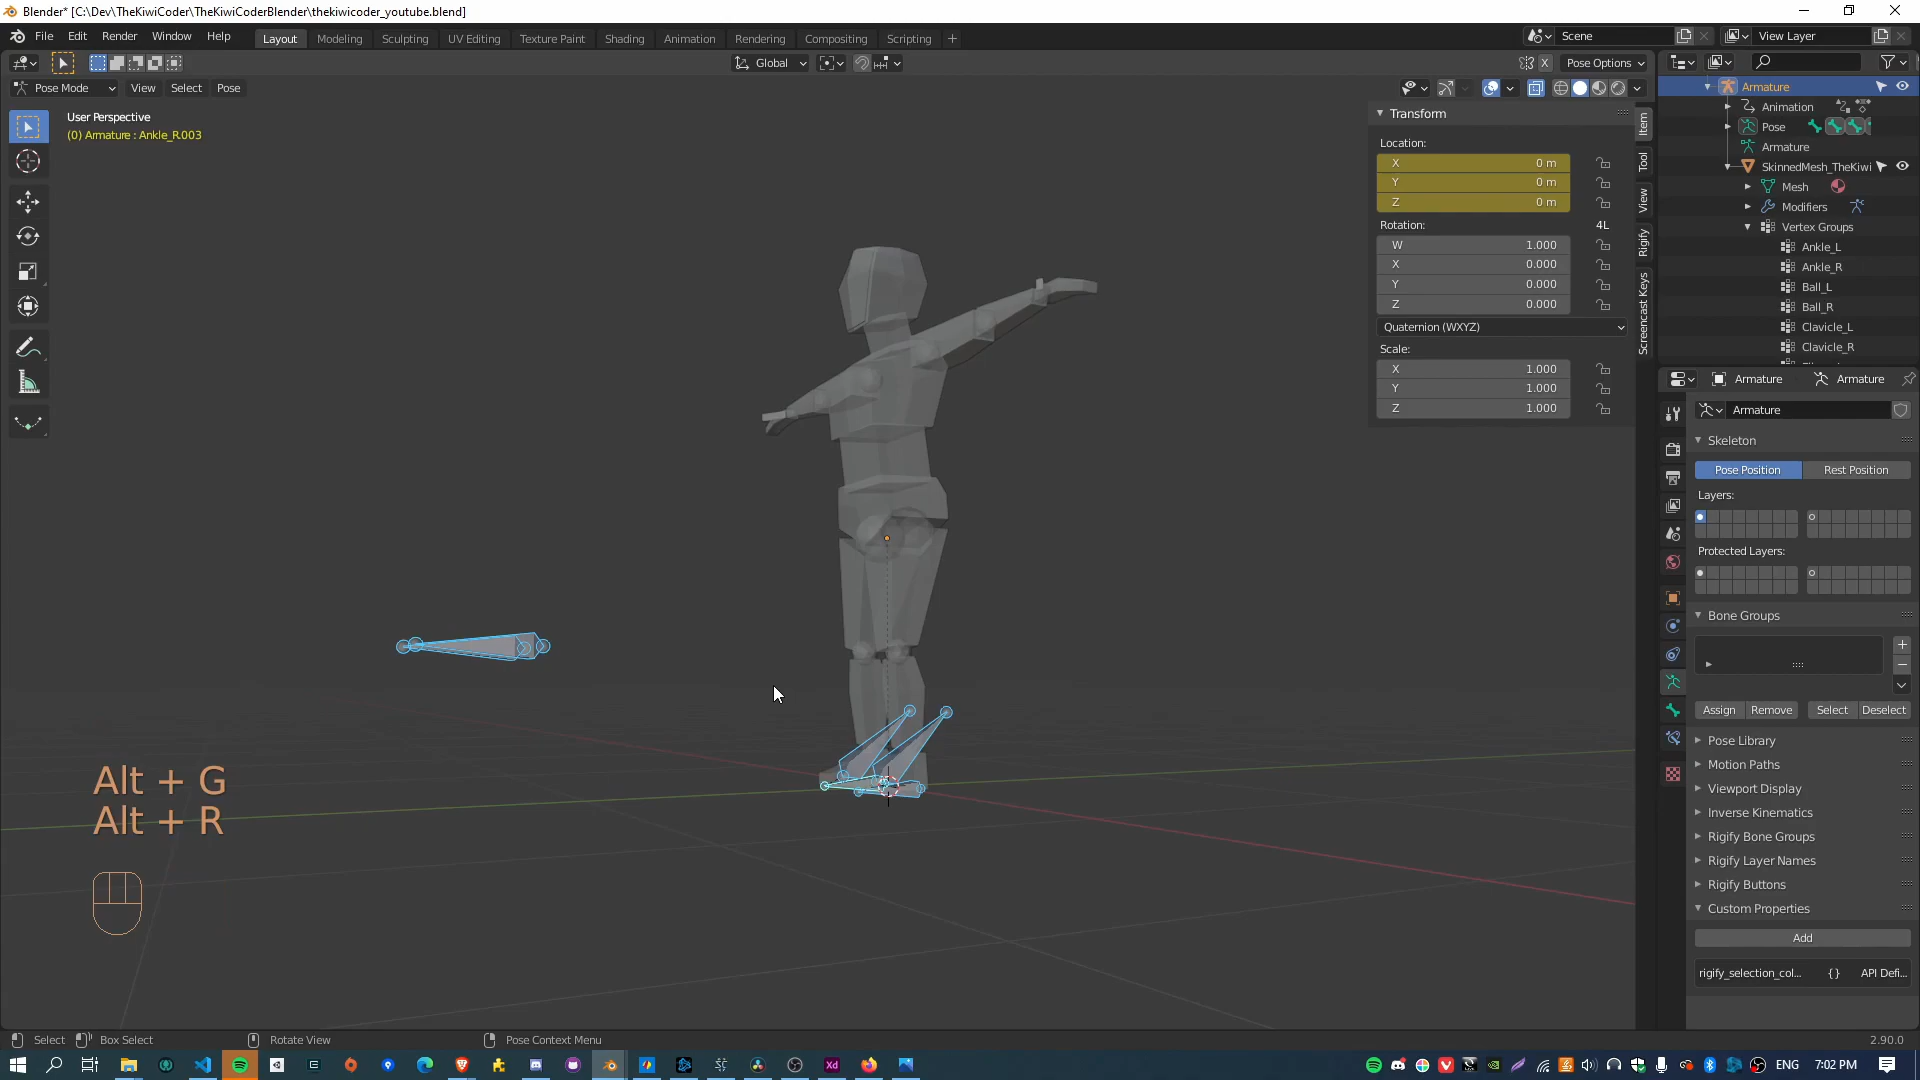 Blender* [C:\Dev\TheKiwiCoder\TheKiwiCoderBlender\thekiwicoder_youtube.blend]
File Edit Render Window Help
Layout Modeling Sculpting UV Editing Texture Paint Shading Animation Rendering Compositing Scripting +
Scene
View Layer
Global
X
Pose Options
Pose Mode View Select Pose
User Perspective
(0) Armature : Ankle_R.003
Transform
Location:
X 0 m
Y 0 m
Z 0 m
Rotation: 4L
W 1.000
X 0.000
Y 0.000
Z 0.000
Quaternion (WXYZ)
Scale:
X 1.000
Y 1.000
Z 1.000
Item
Tool
View
Rigify
Screencast Keys
Armature
Animation
Pose
Armature
SkinnedMesh_TheKiwi
Mesh
Modifiers
Vertex Groups
Ankle_L
Ankle_R
Ball_L
Ball_R
Clavicle_L
Clavicle_R
Armature Armature
Armature
Skeleton
Pose Position Rest Position
Layers:
Protected Layers:
Bone Groups
Assign Remove Select Deselect
Pose Library
Motion Paths
Viewport Display
Inverse Kinematics
Rigify Bone Groups
Rigify Layer Names
Rigify Buttons
Custom Properties
Add
rigify_selection_col... {} API Defi...
Alt + G
Alt + R
Select Box Select Rotate View Pose Context Menu 2.90.0
ENG 7:02 PM